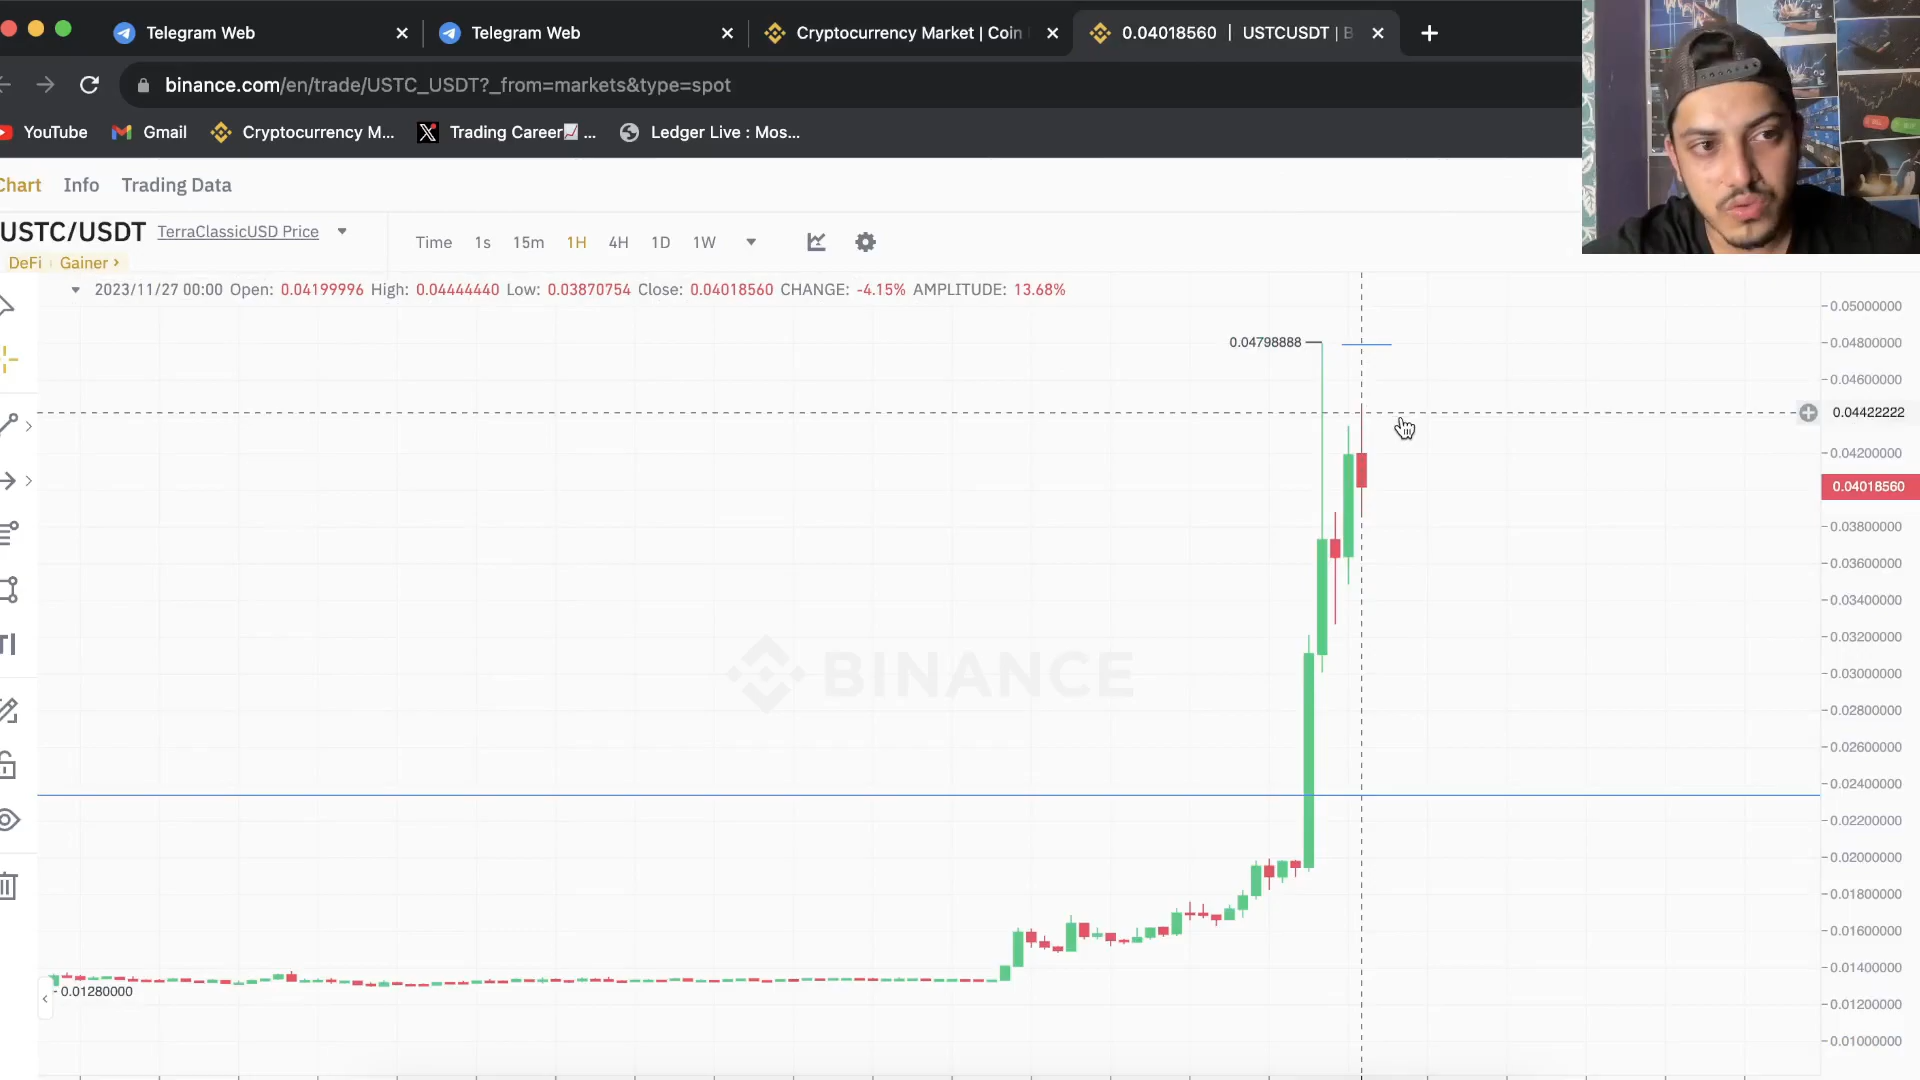 Telegram Web
Telegram Web
Cryptocurrency Market | Coin
0.04018560 | USTCUSDT | B
binance.com/en/trade/USTC_USDT?_from=markets&type=spot
YouTube
Gmail
Cryptocurrency M...
Trading Career📈 ...
Ledger Live : Mos...
Chart Info Trading Data
USTC/USDT TerraClassicUSD Price
DeFi Gainer >
Time 1s 15m 1H 4H 1D 1W
2023/11/27 00:00 Open: 0.04199996 High: 0.04444440 Low: 0.03870754 Close: 0.04018560 CHANGE: -4.15% AMPLITUDE: 13.68%
0.05000000
0.04798888
0.04800000
0.04600000
0.04422222
0.04200000
0.04018560
0.03800000
0.03600000
0.03400000
0.03200000
0.03000000
BINANCE
0.02800000
0.02600000
0.02400000
0.02200000
0.02000000
0.01800000
0.01600000
0.01400000
0.01280000
0.01200000
0.01000000